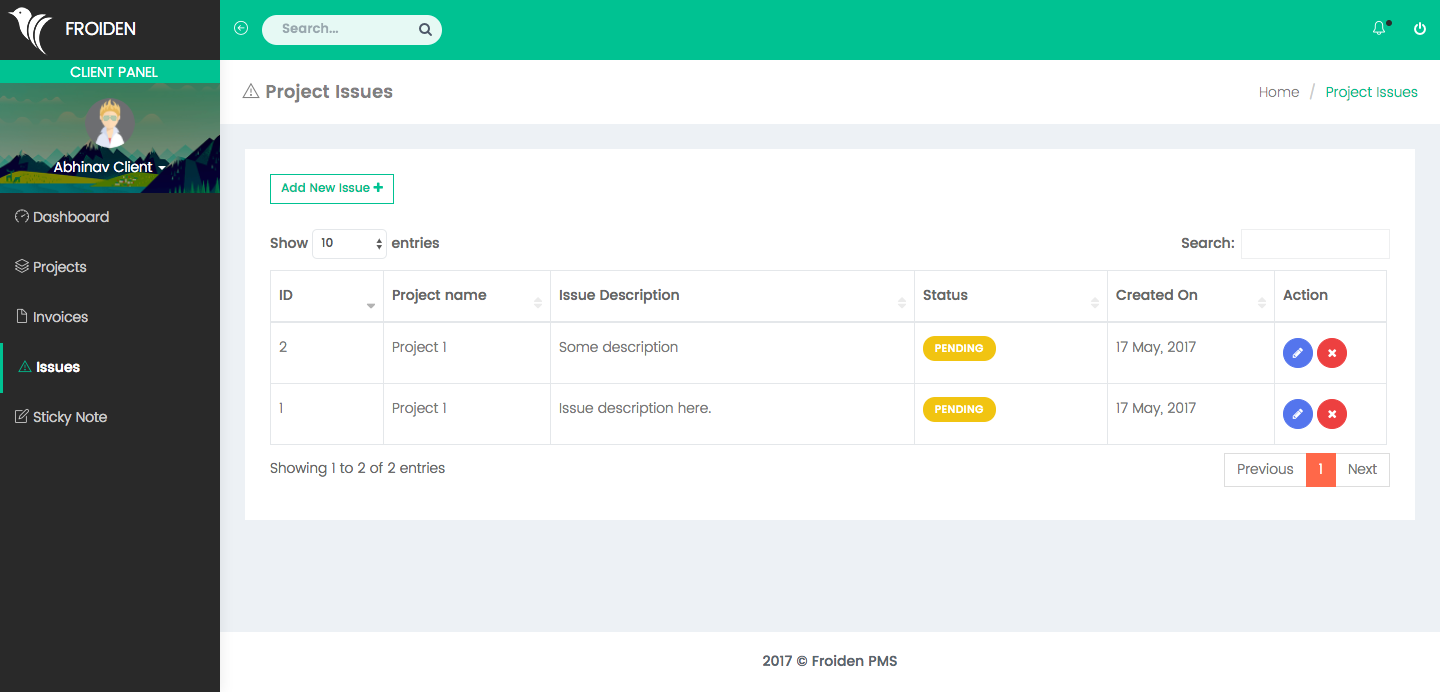 FROIDEN
Search...
CLIENT PANEL
Abhinav Client
Dashboard
Projects
Invoices
Issues
Sticky Note
Project Issues
Home / Project Issues
Add New Issue +
Show 10 entries
Search:
ID Project name Issue Description Status Created On Action
2 Project 1 Some description PENDING 17 May, 2017
1 Project 1 Issue description here. PENDING 17 May, 2017
Showing 1 to 2 of 2 entries
Previous 1 Next
2017 © Froiden PMS